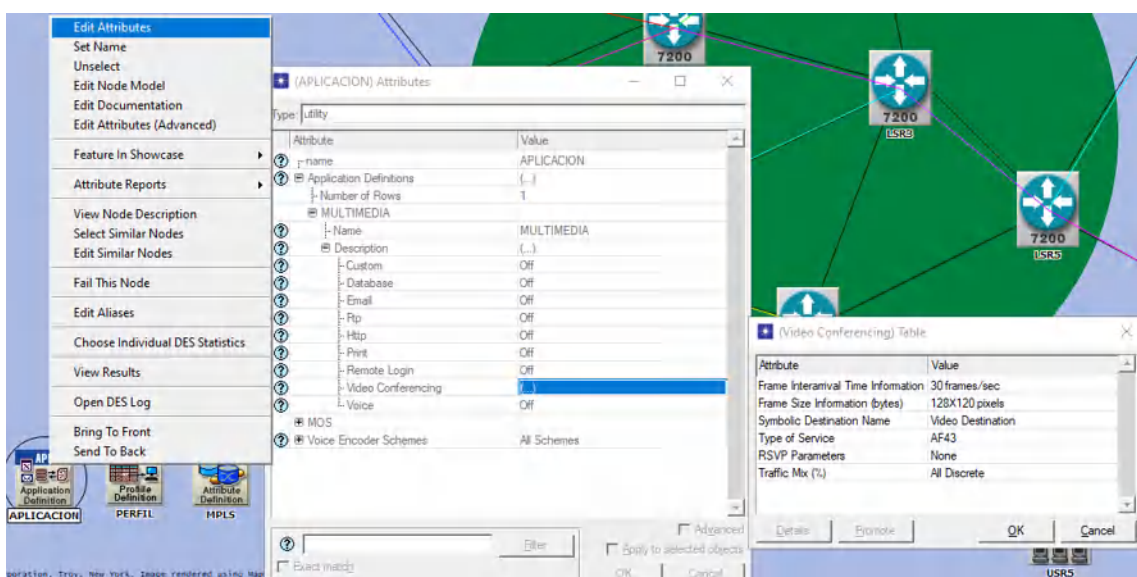 Edit Attributes
Set Name
Unselect
Edit Node Model
Edit Documentation
Edit Attributes (Advanced)
Feature In Showcase
Attribute Reports
View Node Description
Select Similar Nodes
Edit Similar Nodes
Fail This Node
Edit Aliases
Choose Individual DES Statistics
View Results
Open DES Log
Bring To Front
Send To Back
Application Definition
APLICACION
Profile Definition
PERFIL
Attribute Definition
MPLS
poration, Troy, New York. Image rendered using Map
(APLICACION) Attributes
Type: utility
Attribute Value
name APLICACION
Application Definitions (...)
Number of Rows 1
MULTIMEDIA
Name MULTIMEDIA
Description (...)
Custom Off
Database Off
Email Off
Ftp Off
Http Off
Print Off
Remote Login Off
Video Conferencing (...)
Voice Off
MOS
Voice Encoder Schemes All Schemes
Advanced
Filter
Apply to selected objects
Exact match
OK Cancel
7200
7200
LSR3
7200
LSR5
(Video Conferencing) Table
Attribute Value
Frame Interarrival Time Information 30 frames/sec
Frame Size Information (bytes) 128X120 pixels
Symbolic Destination Name Video Destination
Type of Service AF43
RSVP Parameters None
Traffic Mix (%) All Discrete
Details Promote OK Cancel
USR5